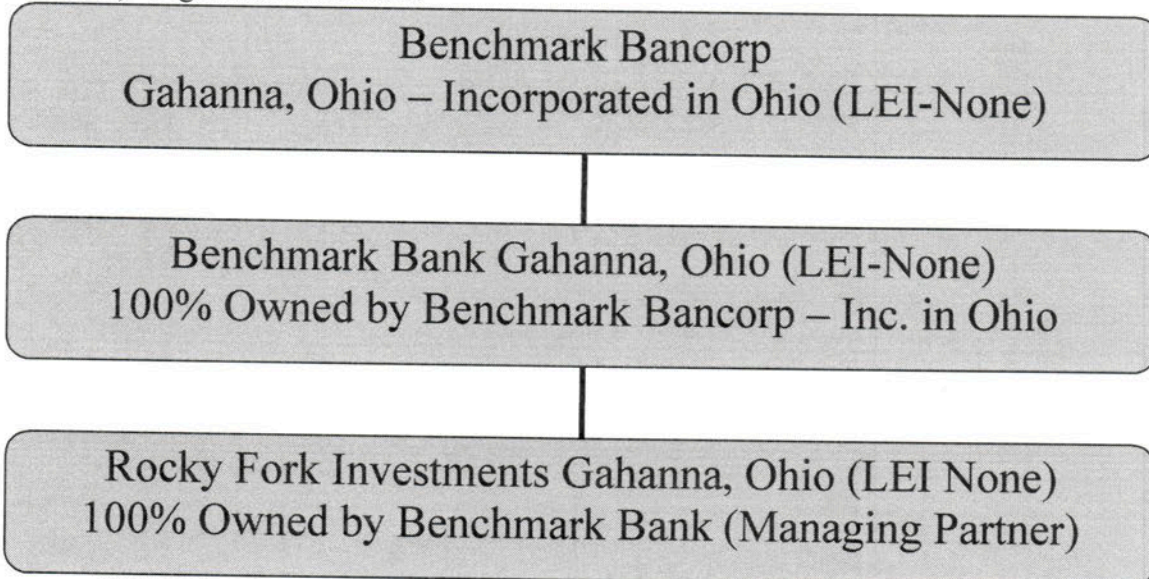 Benchmark Bancorp
Gahanna, Ohio – Incorporated in Ohio (LEI-None)
Benchmark Bank Gahanna, Ohio (LEI-None)
100% Owned by Benchmark Bancorp – Inc. in Ohio
Rocky Fork Investments Gahanna, Ohio (LEI None)
100% Owned by Benchmark Bank (Managing Partner)